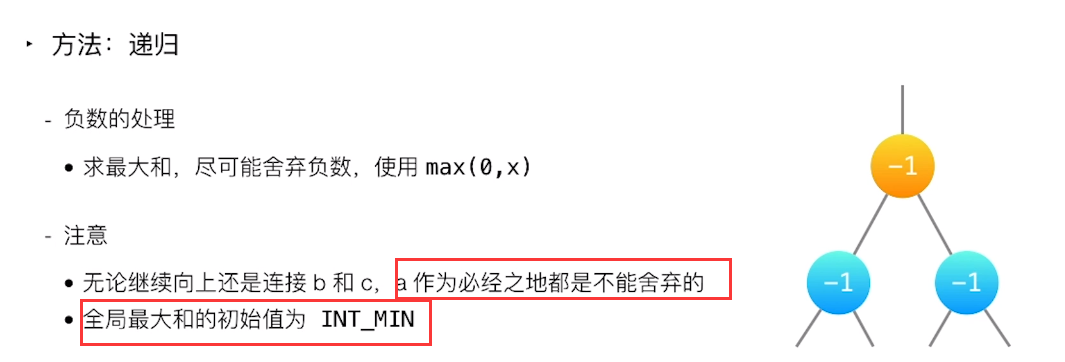 ‣ 方法：递归
- 负数的处理
• 求最大和，尽可能舍弃负数，使用 max(0,x)
- 注意
• 无论继续向上还是连接 b 和 c，a 作为必经之地都是不能舍弃的
• 全局最大和的初始值为 INT_MIN
-1
-1 -1